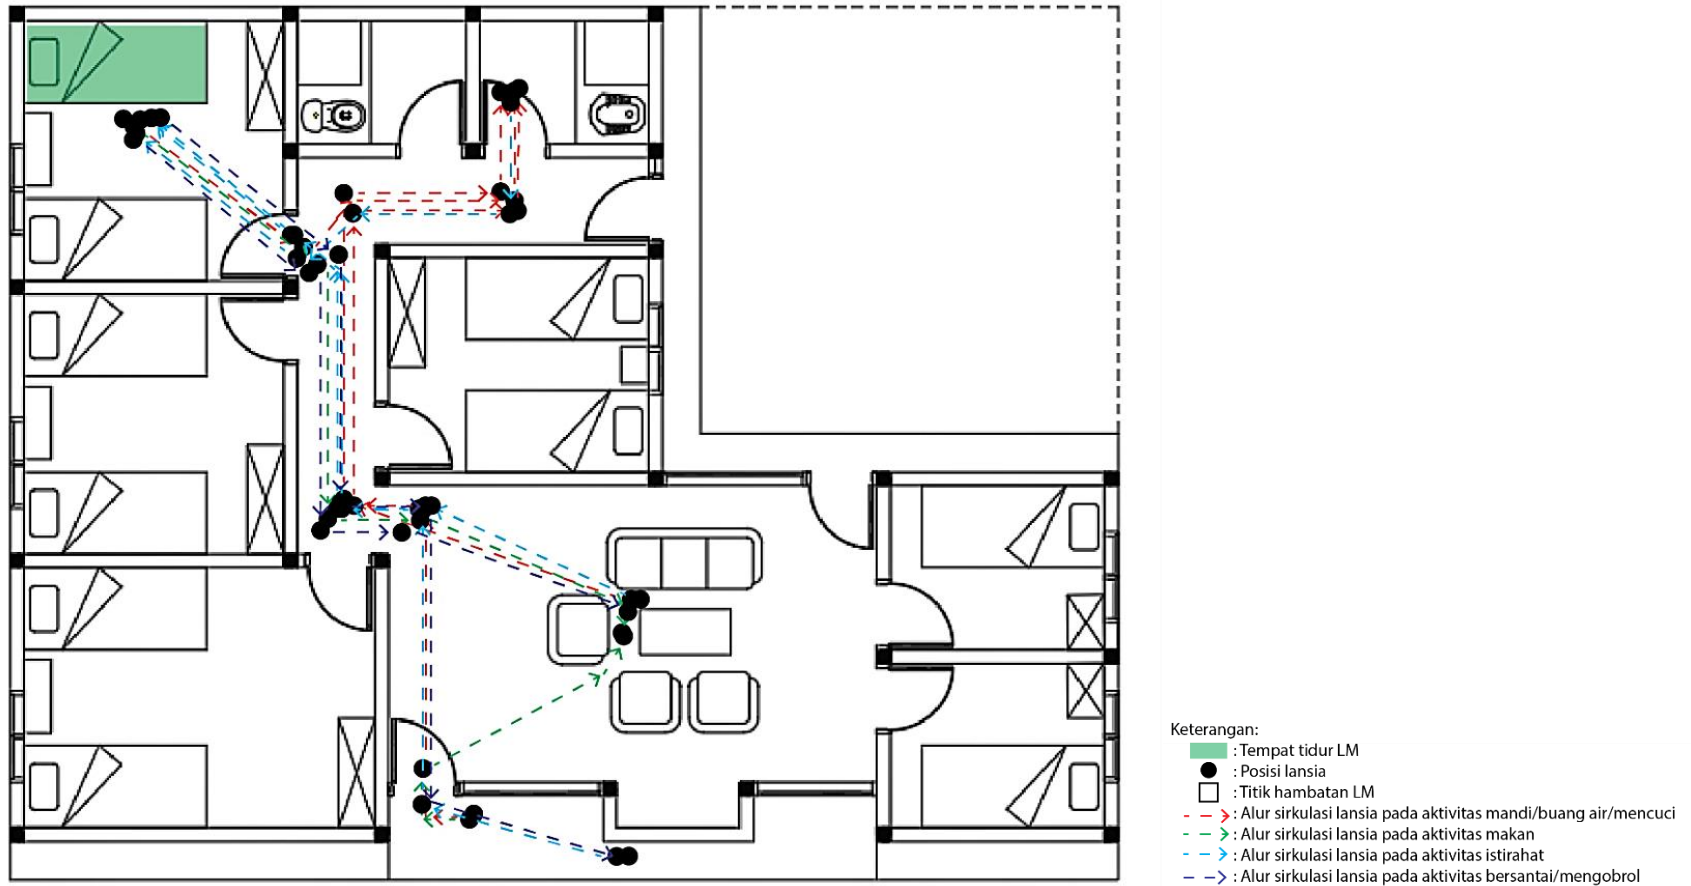 Keterangan:
: Tempat tidur LM
: Posisi lansia
: Titik hambatan LM
: Alur sirkulasi lansia pada aktivitas mandi/buang air/mencuci
: Alur sirkulasi lansia pada aktivitas makan
: Alur sirkulasi lansia pada aktivitas istirahat
: Alur sirkulasi lansia pada aktivitas bersantai/mengobrol